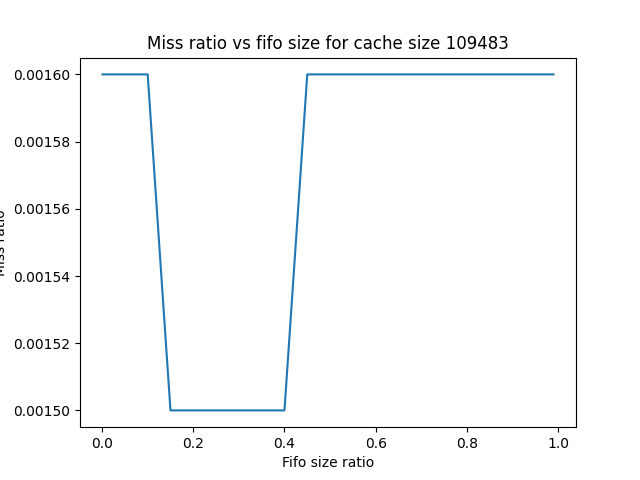 Miss ratio vs fifo size for cache size 109483
0.00160
0.00158
0.00156
0.00154
0.00152
0.00150
Miss ratio
0.0 0.2 0.4 0.6 0.8 1.0
Fifo size ratio